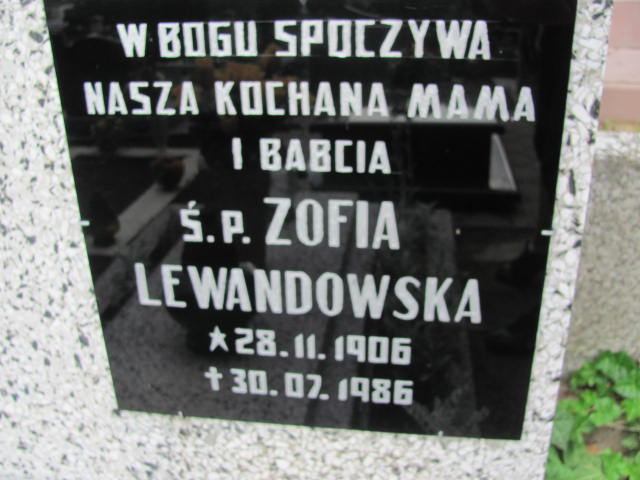 W BOGU SPOCZYWA
NASZA KOCHANA MAMA
I BABCIA
Ś.P. ZOFIA
LEWANDOWSKA
★28.11.1906
✝30.07.1986